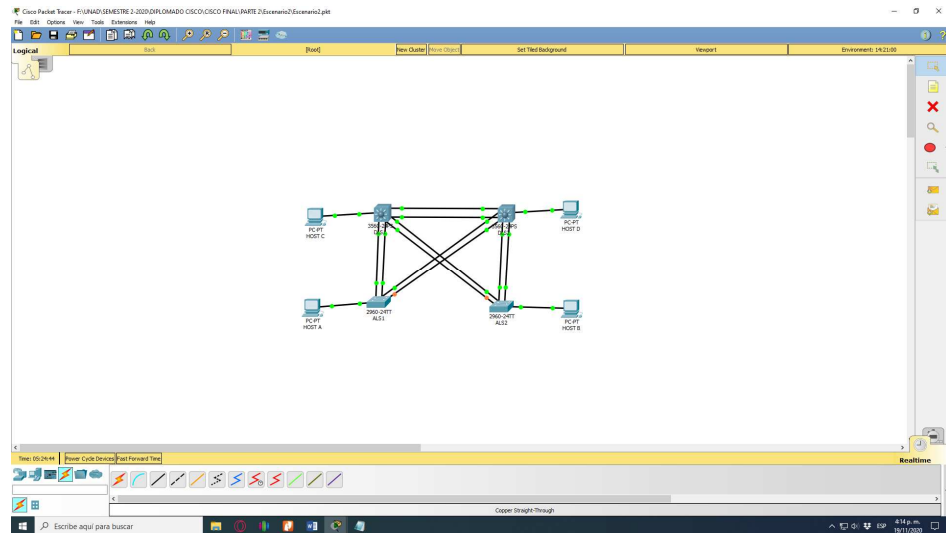 Cisco Packet Tracer - F:\UNAD\SEMESTRE 2-2020\DIPLOMADO CISCO\CISCO FINAL\PARTE 2\Escenario2\Escenario2.pkt
File Edit Options View Tools Extensions Help
Logical Back [Root] New Cluster Move Object Set Tiled Background Viewport Environment: 14:21:00
PC-PT
HOST C
3560-24PS
3560-24PS
PC-PT
HOST D
PC-PT
HOST A
2960-24TT
ALS1
2960-24TT
ALS2
PC-PT
HOST B
Time: 05:24:44 Power Cycle Devices Fast Forward Time Realtime
Copper Straight-Through
Escribe aquí para buscar
ESP
4:14 p. m.
19/11/2020